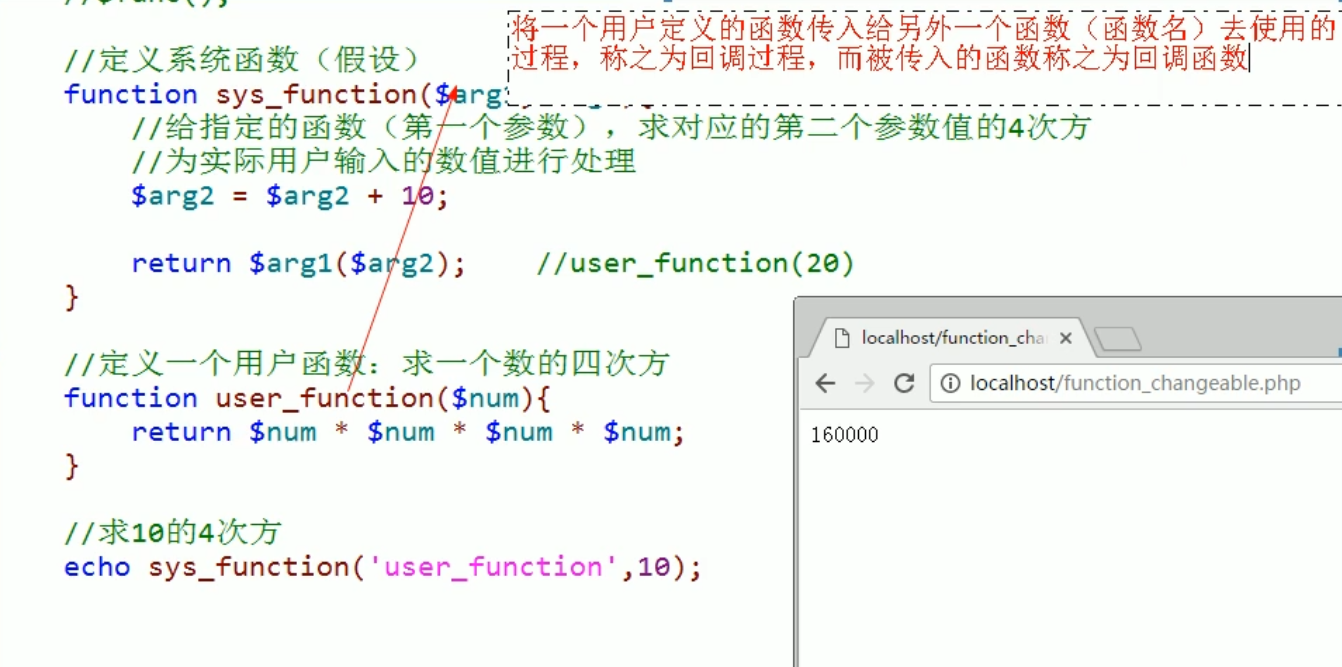 //$func();
将一个用户定义的函数传入给另外一个函数（函数名）去使用的
过程，称之为回调过程，而被传入的函数称之为回调函数
//定义系统函数（假设）
function sys_function($arg
//给指定的函数（第一个参数），求对应的第二个参数值的4次方
//为实际用户输入的数值进行处理
$arg2 = $arg2 + 10;
return $arg1($arg2); //user_function(20)
}
//定义一个用户函数：求一个数的四次方
function user_function($num){
return $num * $num * $num * $num;
}
//求10的4次方
echo sys_function('user_function',10);
localhost/function_cha
localhost/function_changeable.php
160000